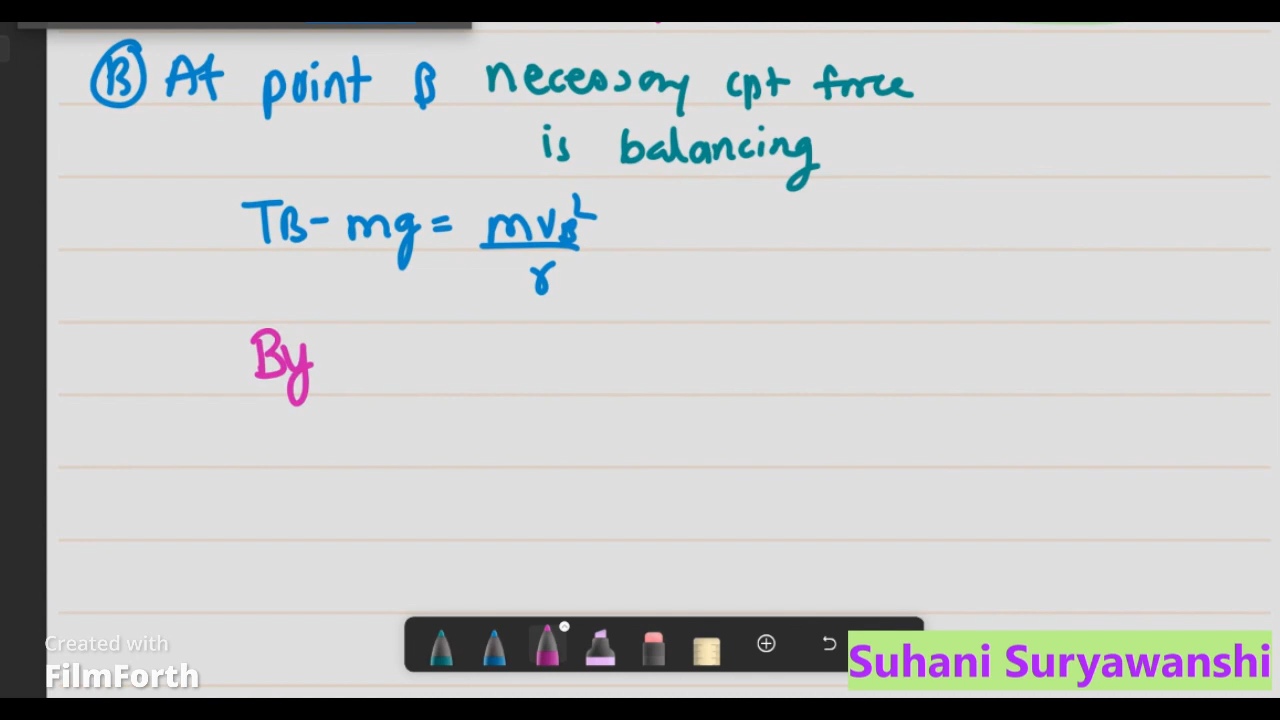 Ⓑ At point B necessary cpt force
is balancing
TB - mg = mvB²/r
By
Created with
FilmForth
Suhani Suryawanshi